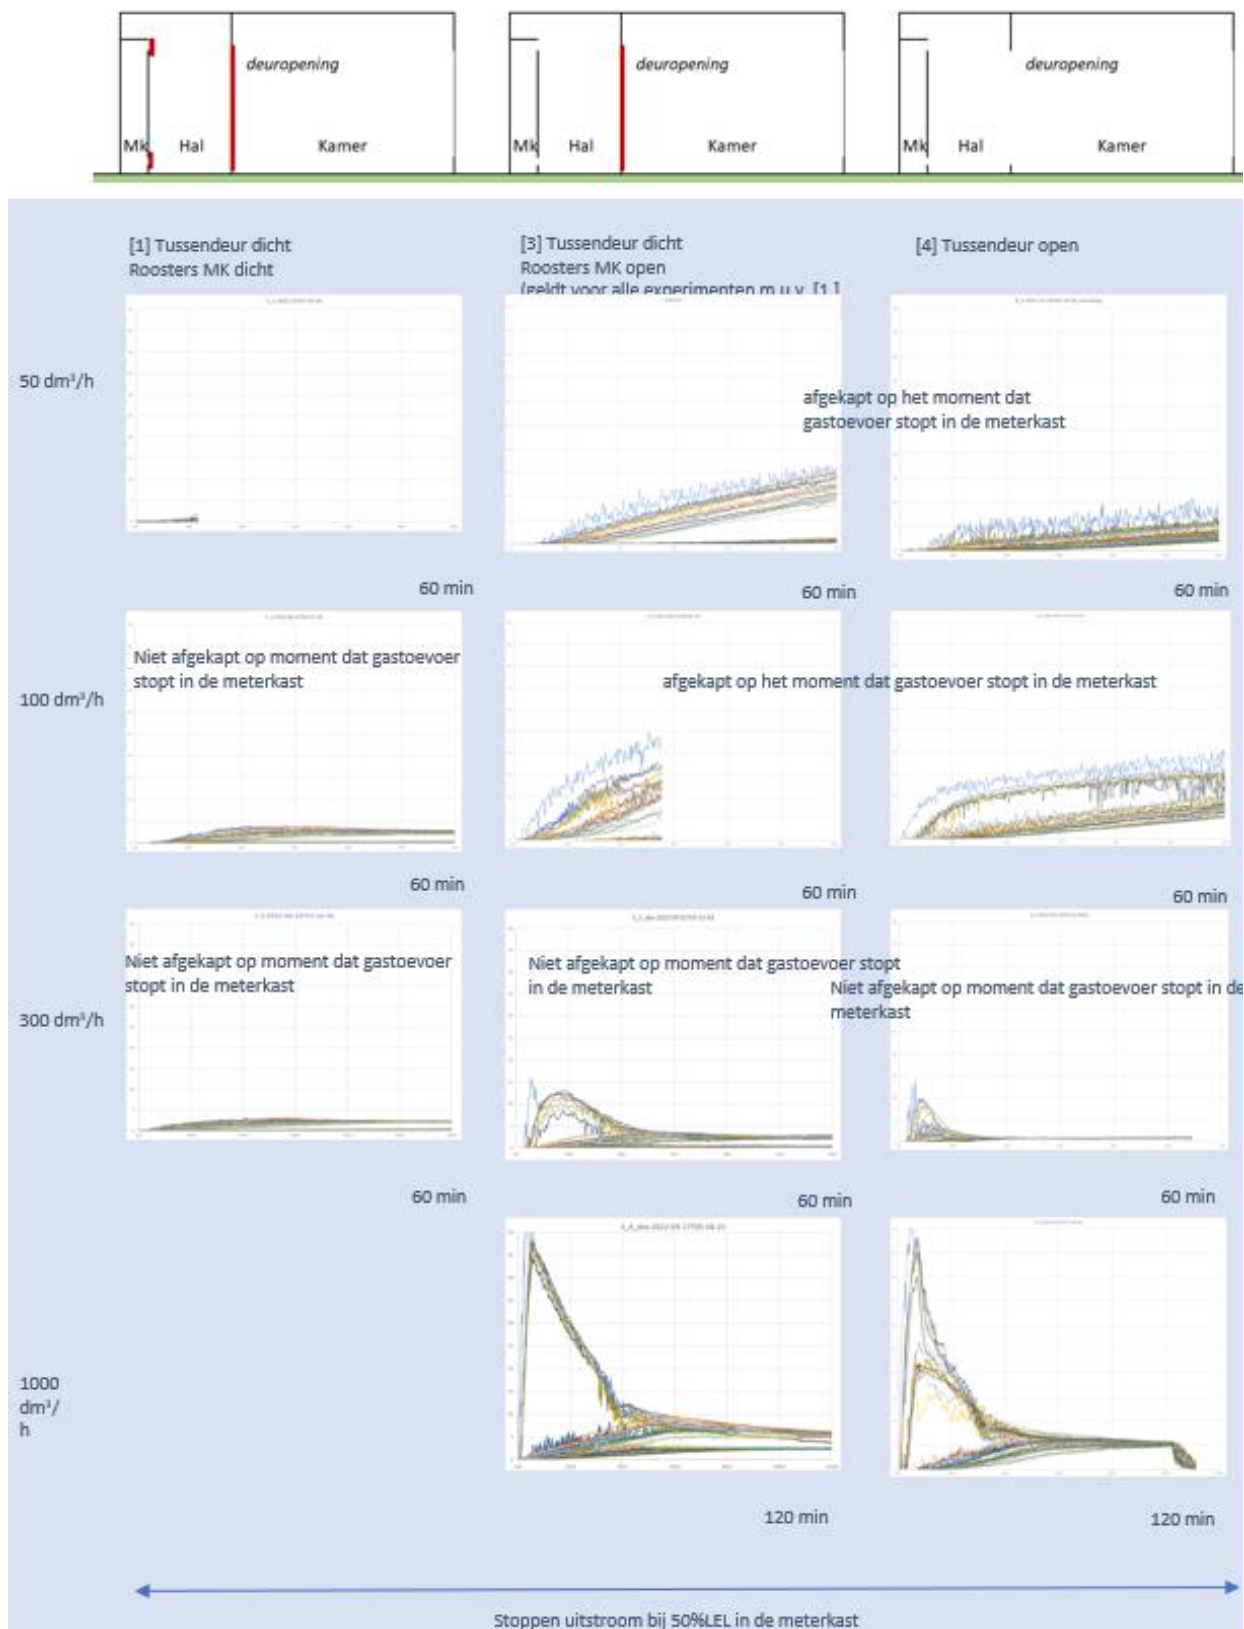 deuropening
deuropening
deuropening
Mk Hal Kamer
Mk Hal Kamer
Mk Hal Kamer
[1] Tussendeur dicht
Roosters MK dicht
[3] Tussendeur dicht
Roosters MK open
(geldt voor alle experimenten m.u.v. [1.]
[4] Tussendeur open
50 dm³/h
afgekapt op het moment dat
gastoevoer stopt in de meterkast
60 min
60 min
60 min
100 dm³/h
Niet afgekapt op moment dat gastoevoer
stopt in de meterkast
afgekapt op het moment dat gastoevoer stopt in de meterkast
60 min
60 min
60 min
300 dm³/h
Niet afgekapt op moment dat gastoevoer
stopt in de meterkast
Niet afgekapt op moment dat gastoevoer stopt
in de meterkast
Niet afgekapt op moment dat gastoevoer stopt in de
meterkast
60 min
60 min
60 min
1000
dm³/
h
120 min
120 min
Stoppen uitstroom bij 50%LEL in de meterkast